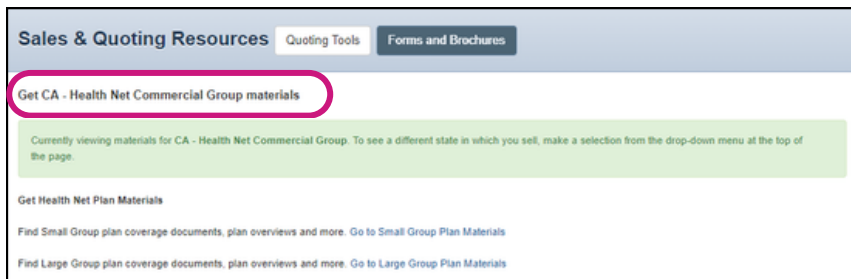 Sales & Quoting Resources Quoting Tools Forms and Brochures
Get CA - Health Net Commercial Group materials
Currently viewing materials for CA - Health Net Commercial Group. To see a different state in which you sell, make a selection from the drop-down menu at the top of
the page.
Get Health Net Plan Materials
Find Small Group plan coverage documents, plan overviews and more. Go to Small Group Plan Materials
Find Large Group plan coverage documents, plan overviews and more. Go to Large Group Plan Materials